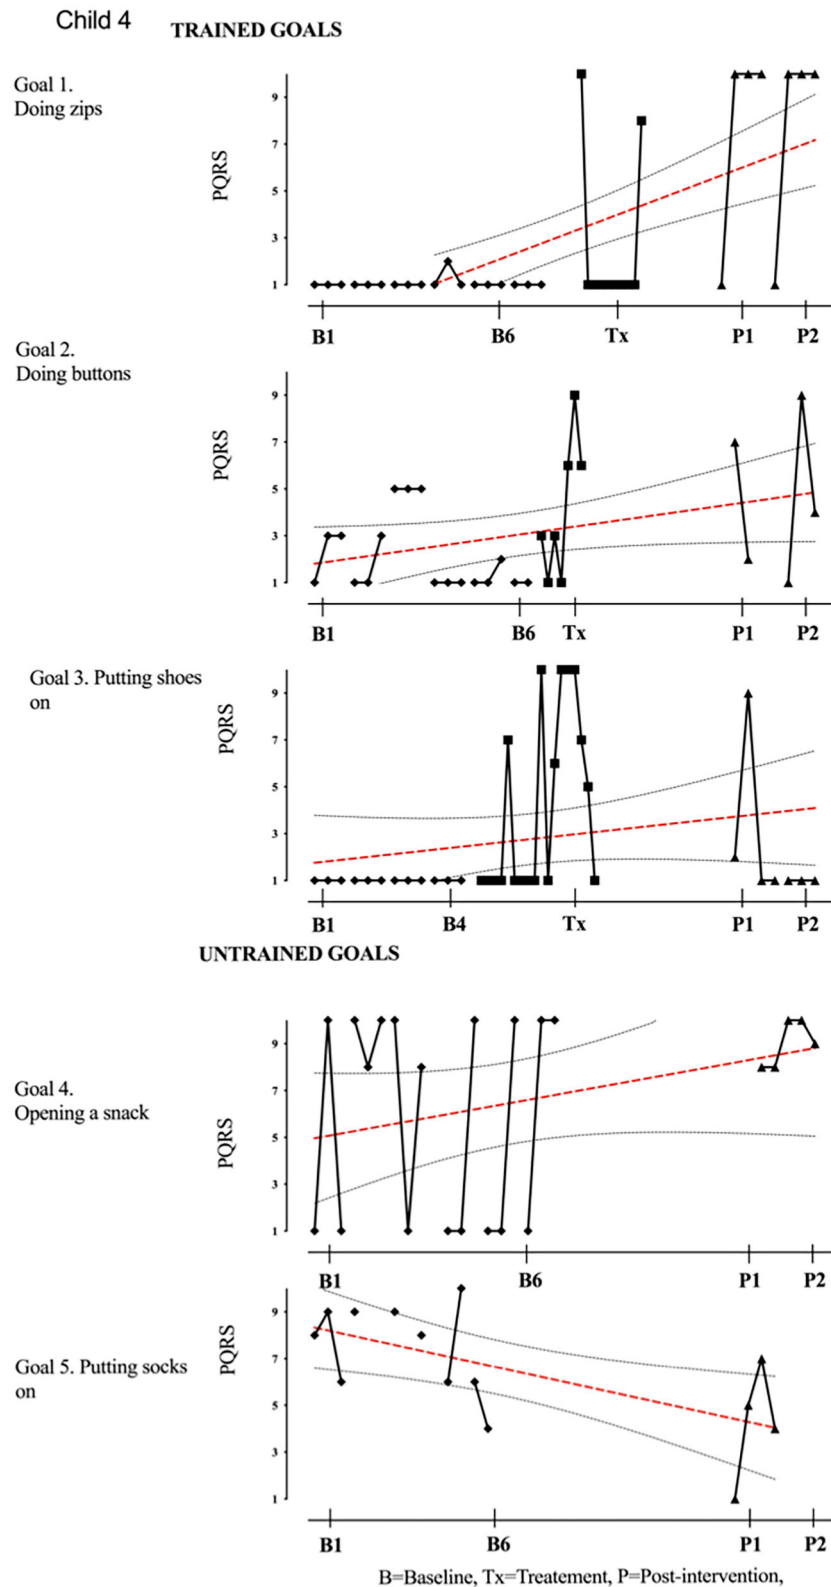 Child 4
TRAINED GOALS
Goal 1.
Doing zips
PQRS
9
7
5
3
1
B1 B6 Tx P1 P2
Goal 2.
Doing buttons
PQRS
9
7
5
3
1
B1 B6 Tx P1 P2
Goal 3. Putting shoes
on
PQRS
9
7
5
3
1
B1 B4 Tx P1 P2
UNTRAINED GOALS
Goal 4.
Opening a snack
PQRS
9
7
5
3
1
B1 B6 P1 P2
Goal 5. Putting socks
on
PQRS
9
7
5
3
1
B1 B6 P1 P2
B=Baseline, Tx=Treatement, P=Post-intervention,